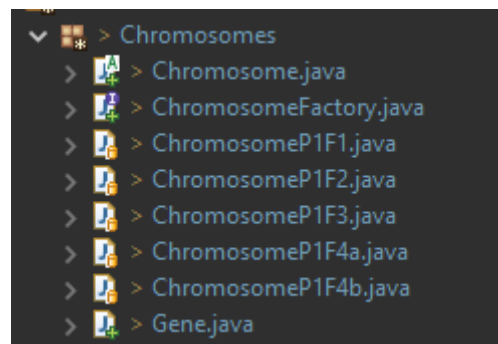 > Chromosomes
> Chromosome.java
> ChromosomeFactory.java
> ChromosomeP1F1.java
> ChromosomeP1F2.java
> ChromosomeP1F3.java
> ChromosomeP1F4a.java
> ChromosomeP1F4b.java
> Gene.java